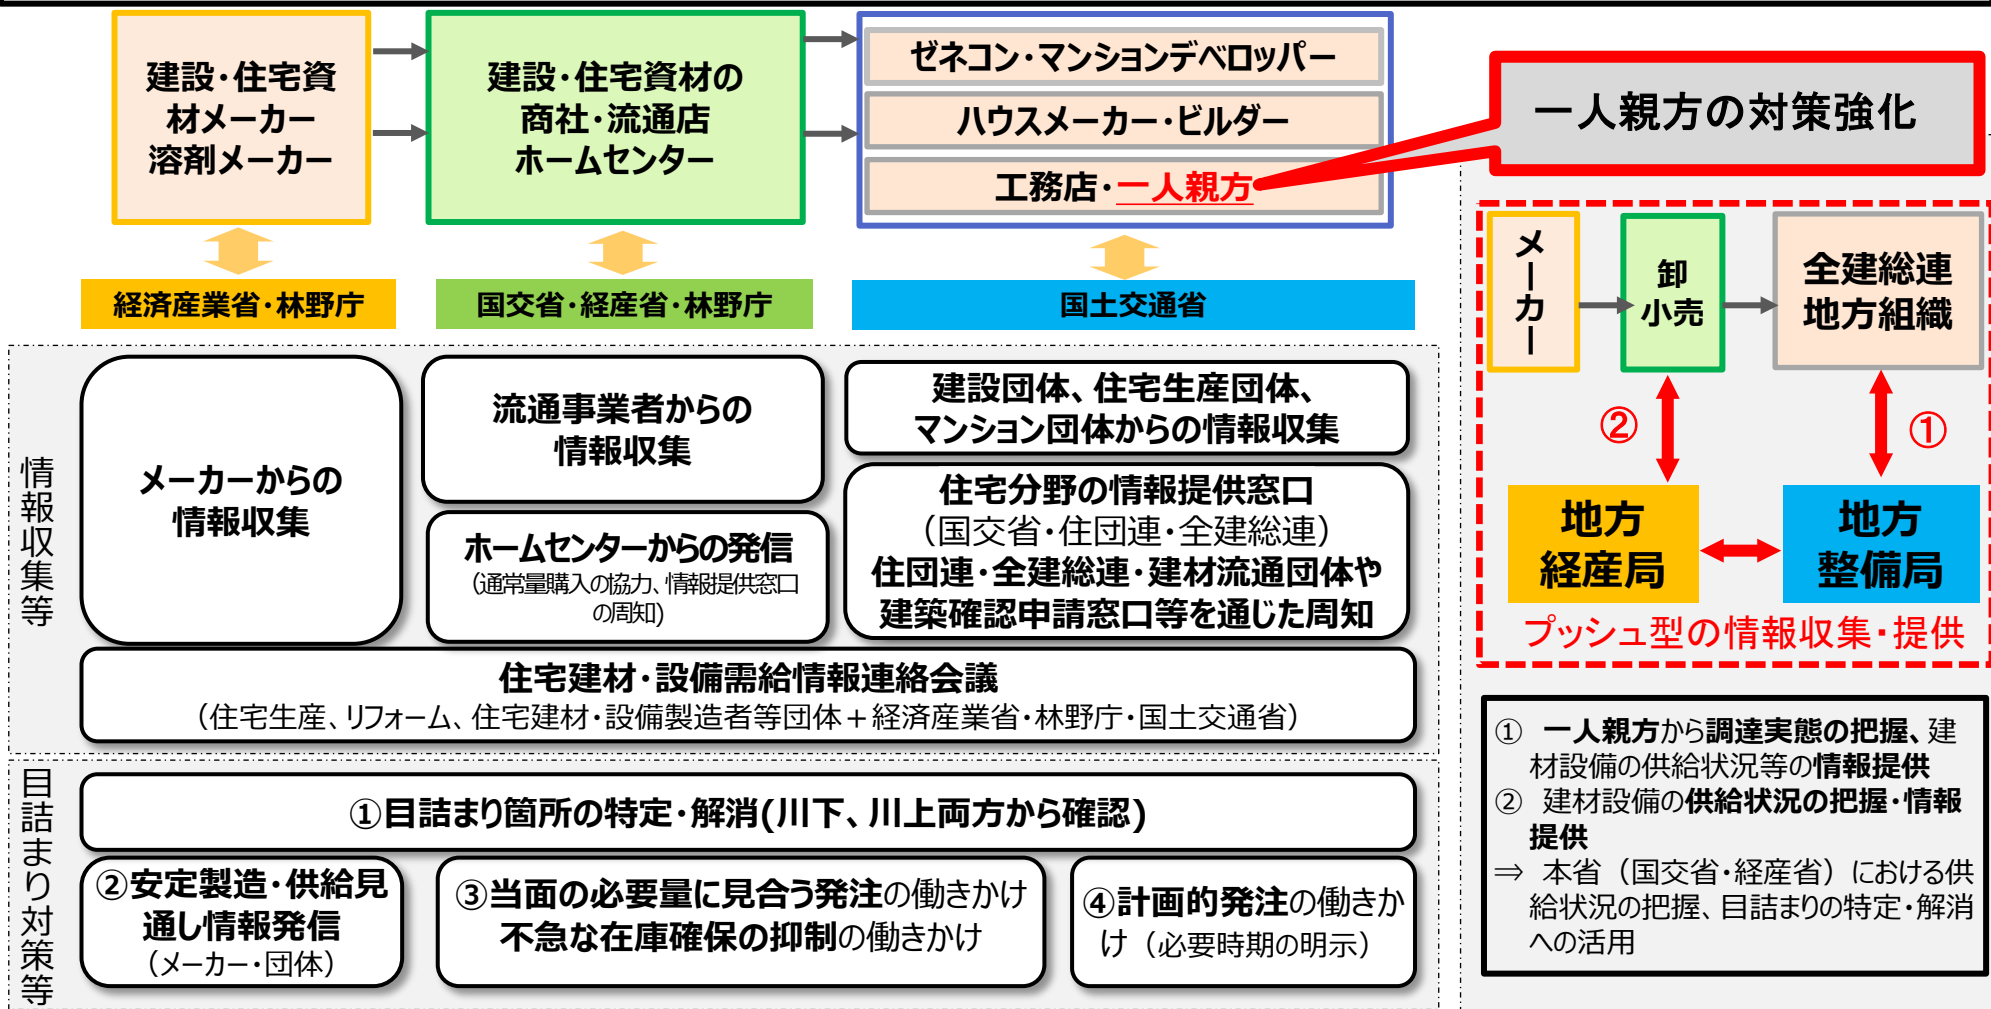 建設・住宅資
材メーカー
溶剤メーカー
建設・住宅資材の
商社・流通店
ホームセンター
ゼネコン・マンションデベロッパー
ハウスメーカー・ビルダー
工務店・一人親方
一人親方の対策強化
経済産業省・林野庁
国交省・経産省・林野庁
国土交通省
メーカー
卸
小売
全建総連
地方組織
②
①
地方
経産局
地方
整備局
プッシュ型の情報収集・提供
情報収集等
メーカーからの
情報収集
流通事業者からの
情報収集
ホームセンターからの発信
（通常量購入の協力、情報提供窓口
の周知）
建設団体、住宅生産団体、
マンション団体からの情報収集
住宅分野の情報提供窓口
（国交省・住団連・全建総連）
住団連・全建総連・建材流通団体や
建築確認申請窓口等を通じた周知
住宅建材・設備需給情報連絡会議
（住宅生産、リフォーム、住宅建材・設備製造者等団体＋経済産業省・林野庁・国土交通省）
目詰まり対策等
①目詰まり箇所の特定・解消(川下、川上両方から確認)
②安定製造・供給見
通し情報発信
（メーカー・団体）
③当面の必要量に見合う発注の働きかけ
不急な在庫確保の抑制の働きかけ
④計画的発注の働きか
け（必要時期の明示）
① 一人親方から調達実態の把握、建
材設備の供給状況等の情報提供
② 建材設備の供給状況の把握・情報
提供
⇒ 本省（国交省・経産省）における供
給状況の把握、目詰まりの特定・解消
への活用